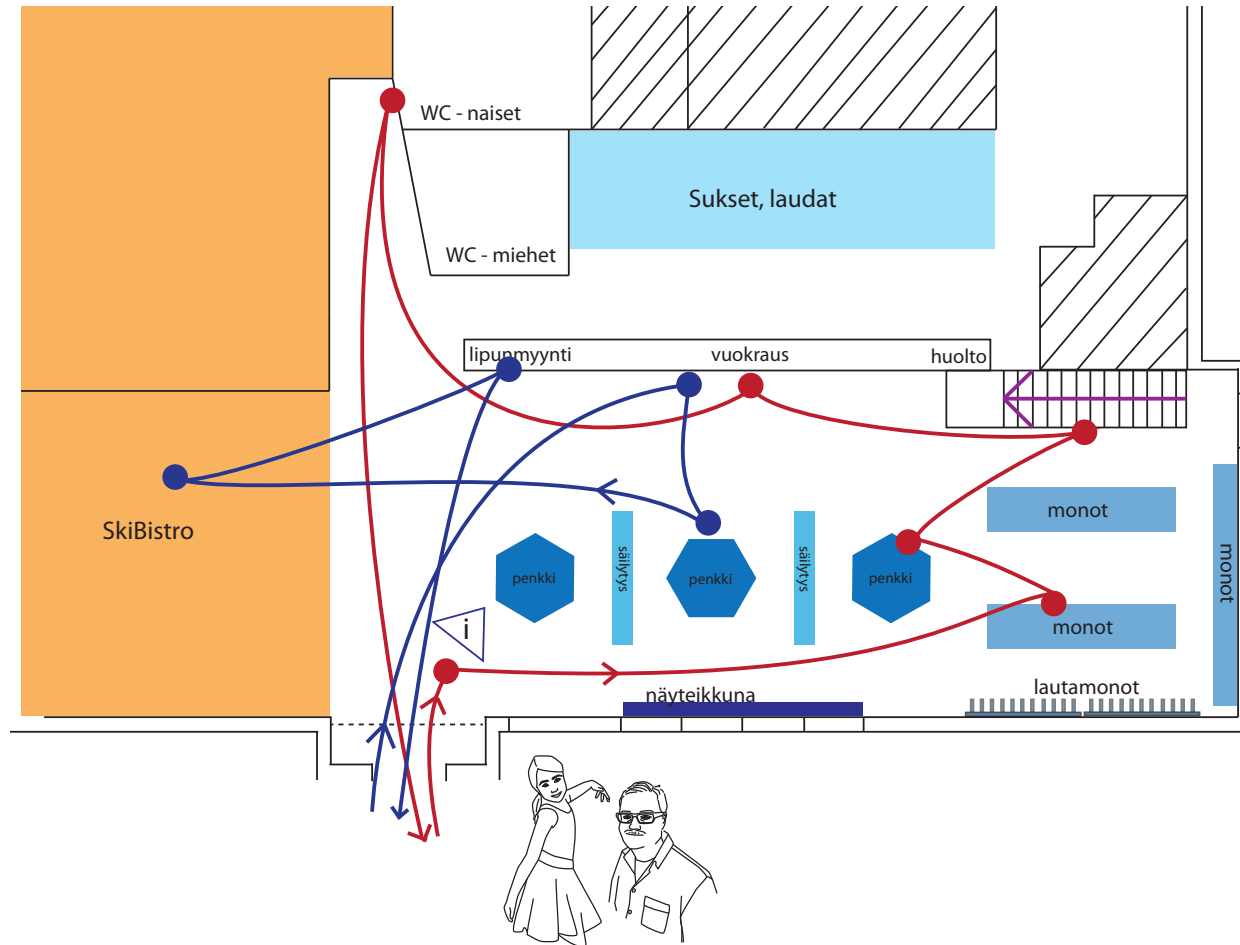 WC - naiset
Sukset, laudat
WC - miehet
lipunmyynti
vuokraus
huolto
SkiBistro
monot
säilytys
säilytys
penkki
penkki
penkki
monot
i
monot
näyteikkuna
lautamonot